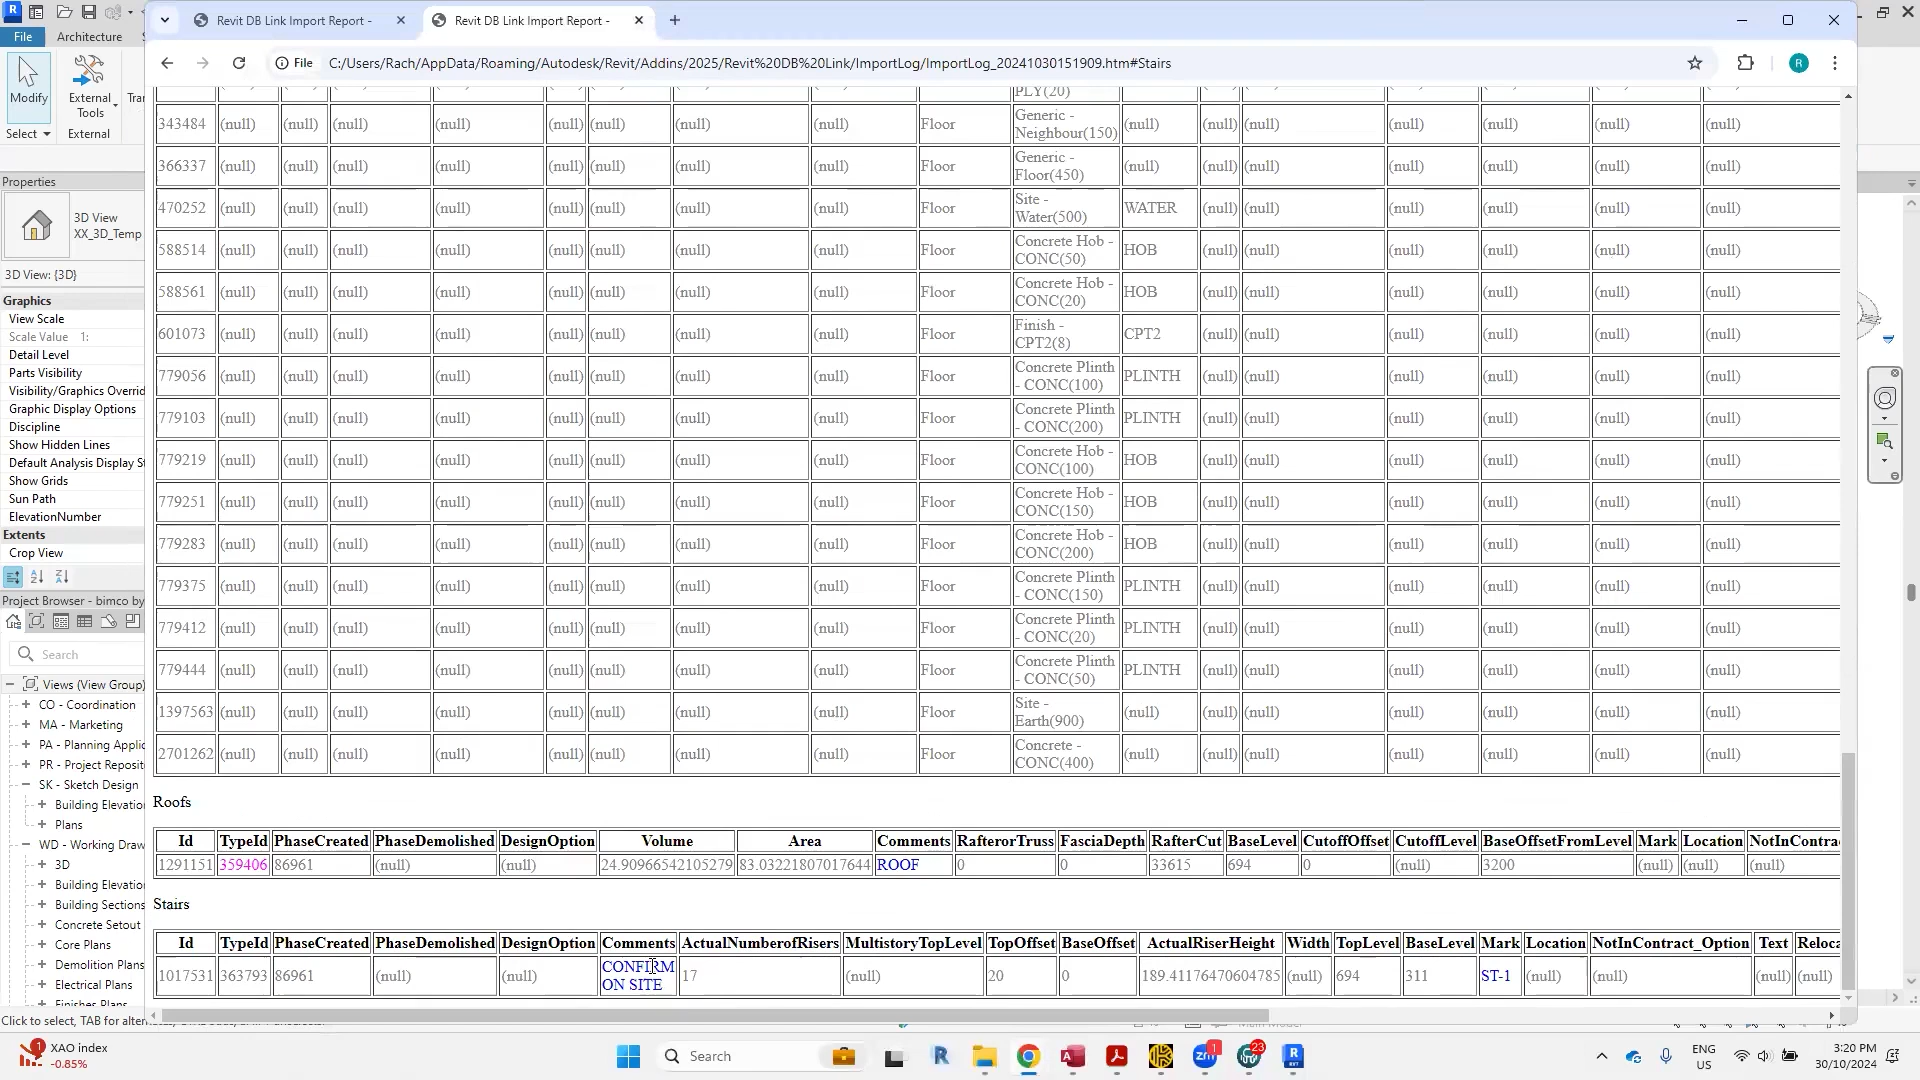 Revit DB Link Import Report -
Revit DB Link Import Report -
File
C:/Users/Rach/AppData/Roaming/Autodesk/Revit/Addins/2025/Revit%20DB%20Link/ImportLog/ImportLog_20241030151909.htm#Stairs
R
File Architecture
Modify
External
Tools
Select
External
Properties
3D View
XX_3D_Temp
3D View: {3D}
Graphics
View Scale
Scale Value 1:
Detail Level
Parts Visibility
Visibility/Graphics Overrid
Graphic Display Options
Discipline
Show Hidden Lines
Default Analysis Display St
Show Grids
Sun Path
ElevationNumber
Extents
Crop View
Project Browser - bimco by
Search
Views (View Group)
CO - Coordination
MA - Marketing
PA - Planning Applic
PR - Project Reposit
SK - Sketch Design
Building Elevatio
Plans
WD - Working Draw
3D
Building Elevatio
Building Sections
Concrete Setout
Core Plans
Demolition Plans
Electrical Plans
Finishes Plans
PLY(20)
343484 (null) (null) (null) (null) (null) (null) (null) (null) Floor Generic - Neighbour(150) (null) (null) (null) (null) (null) (null) (null)
366337 (null) (null) (null) (null) (null) (null) (null) (null) Floor Generic - Floor(450) (null) (null) (null) (null) (null) (null) (null)
470252 (null) (null) (null) (null) (null) (null) (null) (null) Floor Site - Water(500) WATER (null) (null) (null) (null) (null) (null)
588514 (null) (null) (null) (null) (null) (null) (null) (null) Floor Concrete Hob - CONC(50) HOB (null) (null) (null) (null) (null) (null)
588561 (null) (null) (null) (null) (null) (null) (null) (null) Floor Concrete Hob - CONC(20) HOB (null) (null) (null) (null) (null) (null)
601073 (null) (null) (null) (null) (null) (null) (null) (null) Floor Finish - CPT2(8) CPT2 (null) (null) (null) (null) (null) (null)
779056 (null) (null) (null) (null) (null) (null) (null) (null) Floor Concrete Plinth - CONC(100) PLINTH (null) (null) (null) (null) (null) (null)
779103 (null) (null) (null) (null) (null) (null) (null) (null) Floor Concrete Plinth - CONC(200) PLINTH (null) (null) (null) (null) (null) (null)
779219 (null) (null) (null) (null) (null) (null) (null) (null) Floor Concrete Hob - CONC(100) HOB (null) (null) (null) (null) (null) (null)
779251 (null) (null) (null) (null) (null) (null) (null) (null) Floor Concrete Hob - CONC(150) HOB (null) (null) (null) (null) (null) (null)
779283 (null) (null) (null) (null) (null) (null) (null) (null) Floor Concrete Hob - CONC(200) HOB (null) (null) (null) (null) (null) (null)
779375 (null) (null) (null) (null) (null) (null) (null) (null) Floor Concrete Plinth - CONC(150) PLINTH (null) (null) (null) (null) (null) (null)
779412 (null) (null) (null) (null) (null) (null) (null) (null) Floor Concrete Plinth - CONC(20) PLINTH (null) (null) (null) (null) (null) (null)
779444 (null) (null) (null) (null) (null) (null) (null) (null) Floor Concrete Plinth - CONC(50) PLINTH (null) (null) (null) (null) (null) (null)
1397563 (null) (null) (null) (null) (null) (null) (null) (null) Floor Site - Earth(900) (null) (null) (null) (null) (null) (null) (null)
2701262 (null) (null) (null) (null) (null) (null) (null) (null) Floor Concrete - CONC(400) (null) (null) (null) (null) (null) (null) (null)
Roofs
Id TypeId PhaseCreated PhaseDemolished DesignOption Volume Area Comments RafterorTruss FasciaDepth RafterCut BaseLevel CutoffOffset CutoffLevel BaseOffsetFromLevel Mark Location NotInContrac
1291151 359406 86961 (null) (null) 24.90966542105279 83.03221807017644 ROOF 0 0 33615 694 0 (null) 3200 (null) (null) (null)
Stairs
Id TypeId PhaseCreated PhaseDemolished DesignOption Comments ActualNumberofRisers MultistoryTopLevel TopOffset BaseOffset ActualRiserHeight Width TopLevel BaseLevel Mark Location NotInContract_Option Text Reloca
1017531 363793 86961 (null) (null) CONFIRM ON SITE 17 (null) 20 0 189.41176470604785 (null) 694 311 ST-1 (null) (null) (null) (null)
Click to select, TAB for alter
XAO index
-0.85%
1
Search
1
23
ENG
US
3:20 PM
30/10/2024